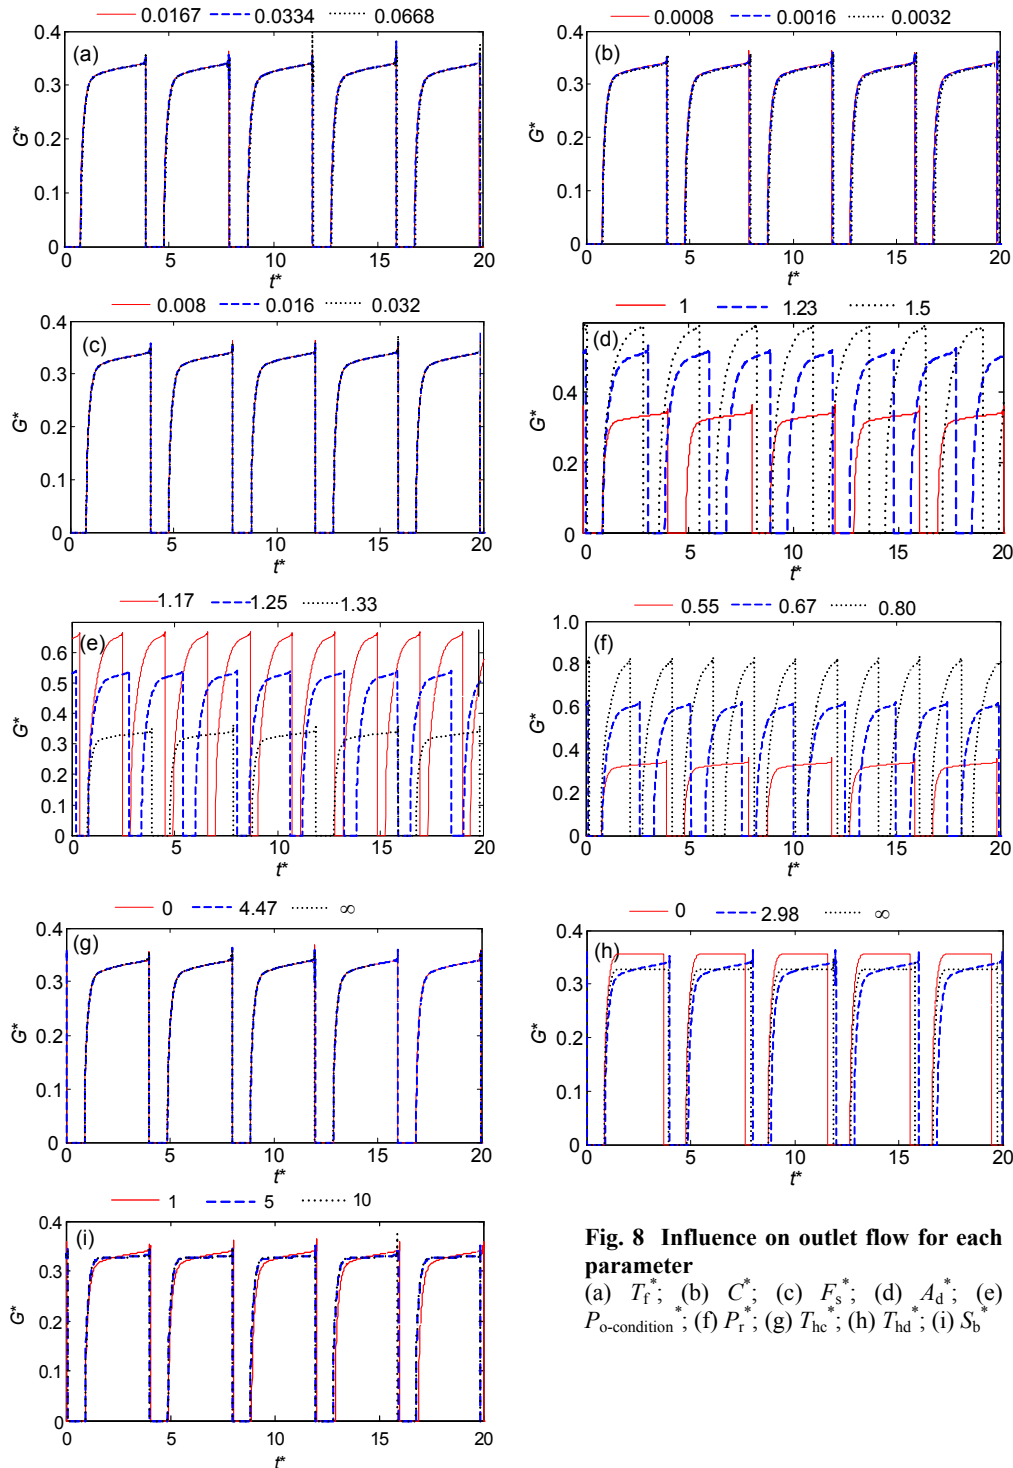 0.0167 0.0334 0.0668
0.4
(a)
0.3
G*
0.2
0.1
0
0 5 10 15 20
t*
0.0008 0.0016 0.0032
0.4
(b)
0.3
G*
0.2
0.1
0
0 5 10 15 20
t*
0.008 0.016 0.032
0.4
(c)
0.3
G*
0.2
0.1
0
0 5 10 15 20
t*
1 1.23 1.5
(d)
0.4
G*
0.2
0
0 5 10 15 20
t*
1.17 1.25 1.33
(e)
0.6
0.5
0.4
G*
0.3
0.2
0.1
0
0 5 10 15 20
t*
0.55 0.67 0.80
1.0
(f)
0.8
0.6
G*
0.4
0.2
0
0 5 10 15 20
t*
0 4.47 ∞
0.4
(g)
0.3
G*
0.2
0.1
0
0 5 10 15 20
t*
0 2.98 ∞
0.4
(h)
0.3
G*
0.2
0.1
0
0 5 10 15 20
t*
1 5 10
0.4
(i)
0.3
G*
0.2
0.1
0
0 5 10 15 20
t*
Fig. 8 Influence on outlet flow for each
parameter
(a) Tf*; (b) C*; (c) Fs*; (d) Ad*; (e)
Po-condition*; (f) Pr*; (g) Thc*; (h) Thd*; (i) Sb*